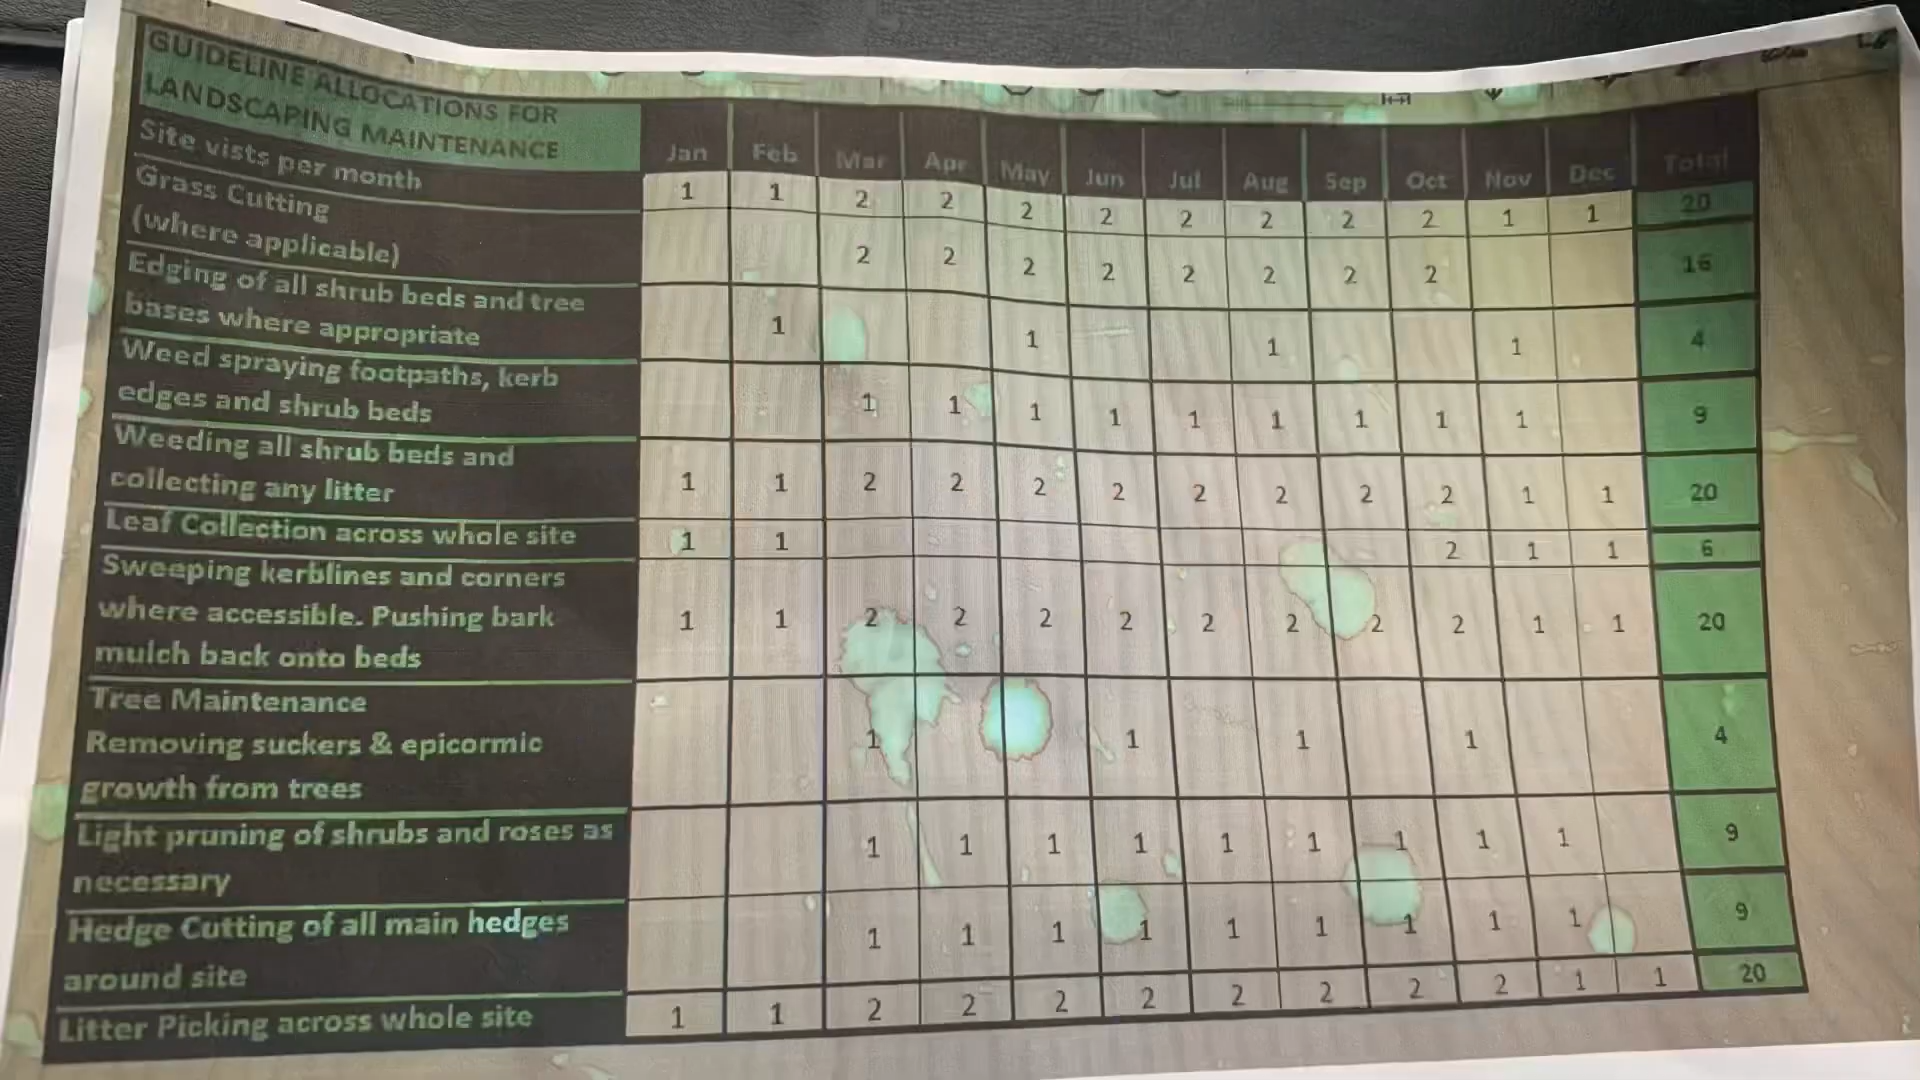 GUIDELINE ALLOCATIONS FOR
LANDSCAPING MAINTENANCE Jan Feb Mar Apr May Jun Jul Aug Sep Oct Nov Dec Total
Site vists per month 1 1 2 2 2 2 2 2 2 2 1 1 20
Grass Cutting
(where applicable) 2 2 2 2 2 2 2 2 16
Edging of all shrub beds and tree
bases where appropriate 1 1 1 1 4
Weed spraying footpaths, kerb
edges and shrub beds 1 1 1 1 1 1 1 1 1 9
Weeding all shrub beds and
collecting any litter 1 1 2 2 2 2 2 2 2 2 1 1 20
Leaf Collection across whole site 1 1 2 1 1 6
Sweeping kerblines and corners
where accessible. Pushing bark 1 1 2 2 2 2 2 2 2 2 1 1 20
mulch back onto beds
Tree Maintenance
Removing suckers & epicormic 1 1 1 1 4
growth from trees
Light pruning of shrubs and roses as 1 1 1 1 1 1 1 1 1 9
necessary
Hedge Cutting of all main hedges 1 1 1 1 1 1 1 1 1 9
around site
Litter Picking across whole site 1 1 2 2 2 2 2 2 2 2 1 1 20